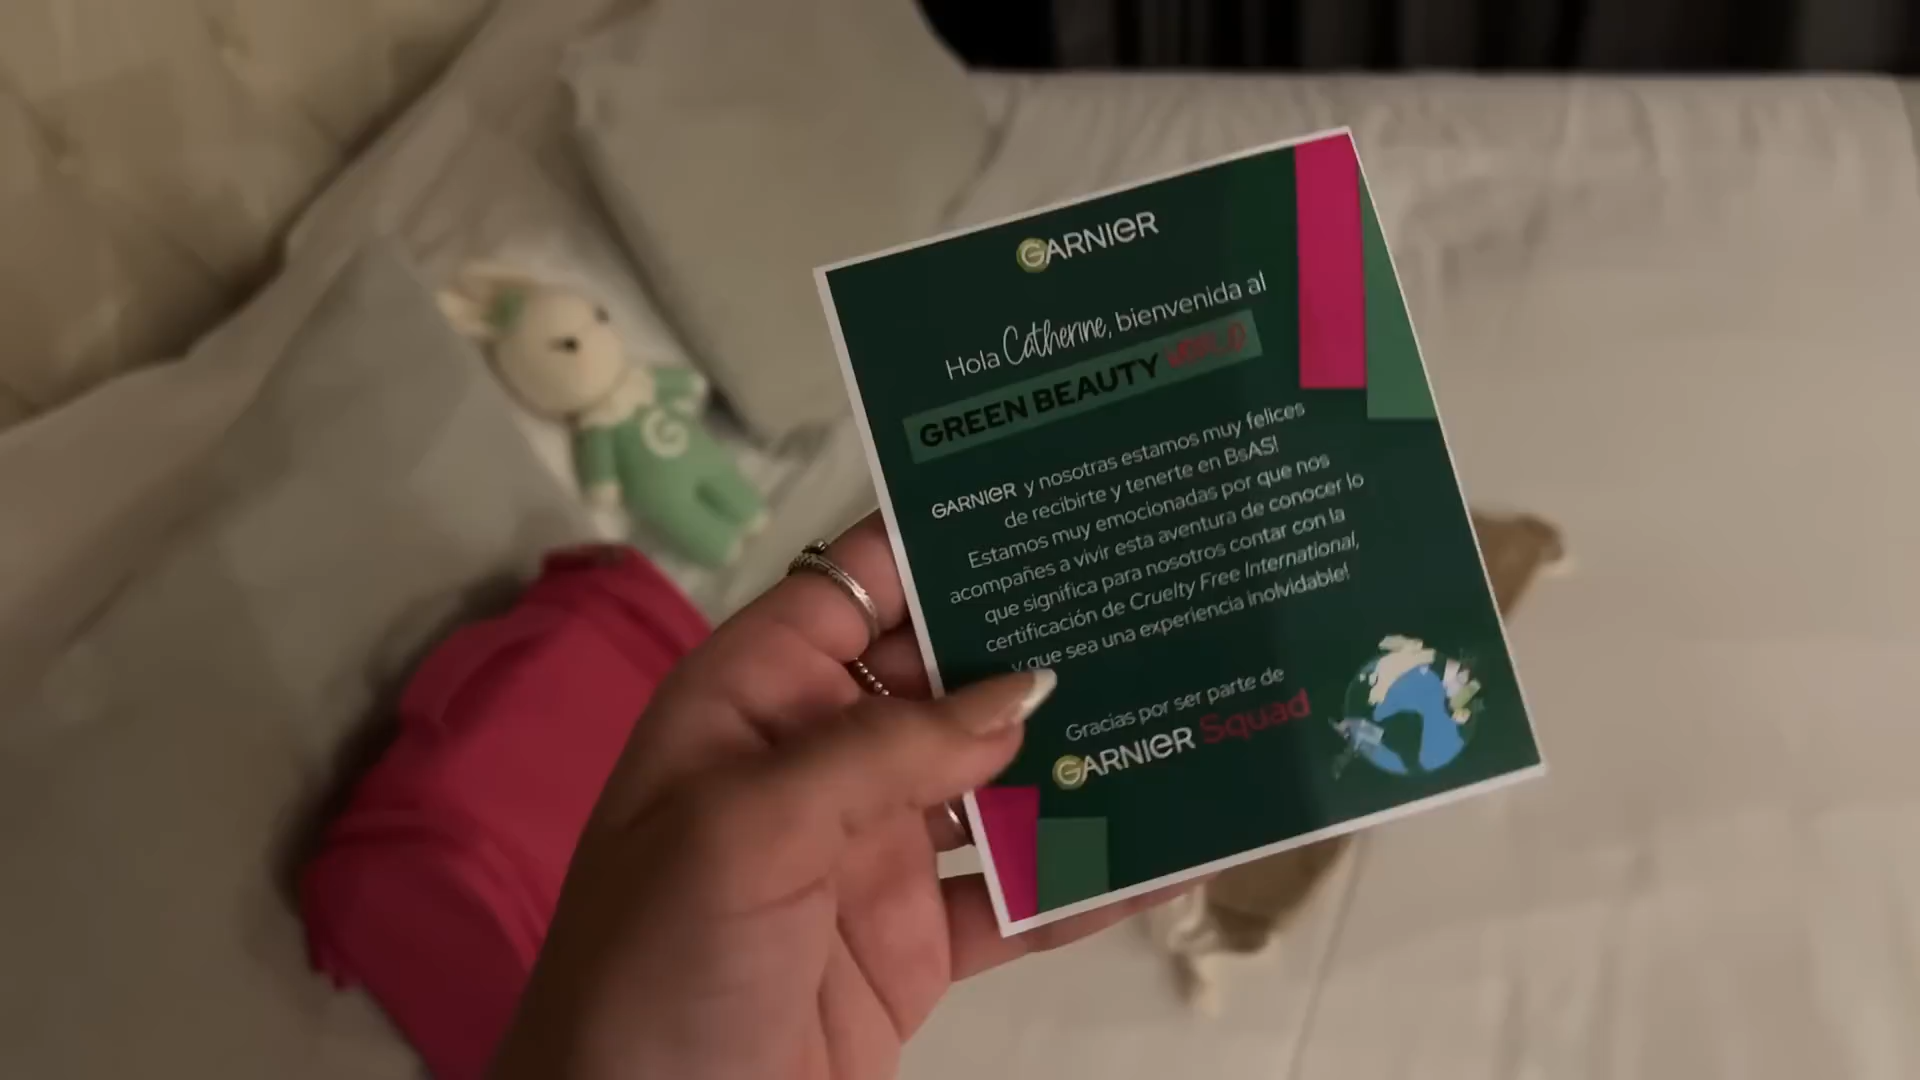 GARNIER
Hola Catherine, bienvenida al
GREEN BEAUTY WORLD
GARNIER y nosotras estamos muy felices
de recibirte y tenerte en BsAS!
Estamos muy emocionadas por que nos
acompañes a vivir esta aventura de conocer lo
que significa para nosotros contar con la
certificación de Cruelty Free International,
y que sea una experiencia inolvidable!
Gracias por ser parte de
GARNIER Squad
G